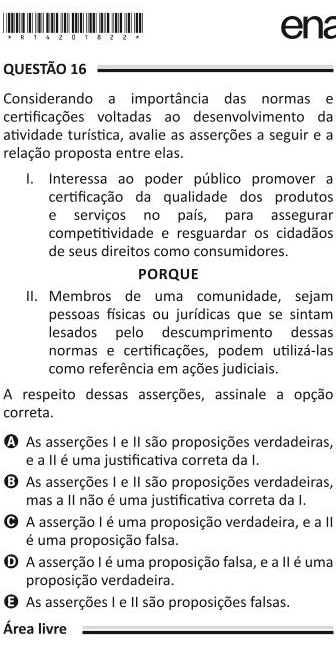 * R 1 4 2 0 1 8 2 2 *
ena
QUESTÃO 16
Considerando a importância das normas e
certificações voltadas ao desenvolvimento da
atividade turística, avalie as asserções a seguir e a
relação proposta entre elas.
I. Interessa ao poder público promover a
certificação da qualidade dos produtos
e serviços no país, para assegurar
competitividade e resguardar os cidadãos
de seus direitos como consumidores.
PORQUE
II. Membros de uma comunidade, sejam
pessoas físicas ou jurídicas que se sintam
lesados pelo descumprimento dessas
normas e certificações, podem utilizá-las
como referência em ações judiciais.
A respeito dessas asserções, assinale a opção
correta.
A As asserções I e II são proposições verdadeiras,
e a II é uma justificativa correta da I.
B As asserções I e II são proposições verdadeiras,
mas a II não é uma justificativa correta da I.
C A asserção I é uma proposição verdadeira, e a II
é uma proposição falsa.
D A asserção I é uma proposição falsa, e a II é uma
proposição verdadeira.
E As asserções I e II são proposições falsas.
Área livre